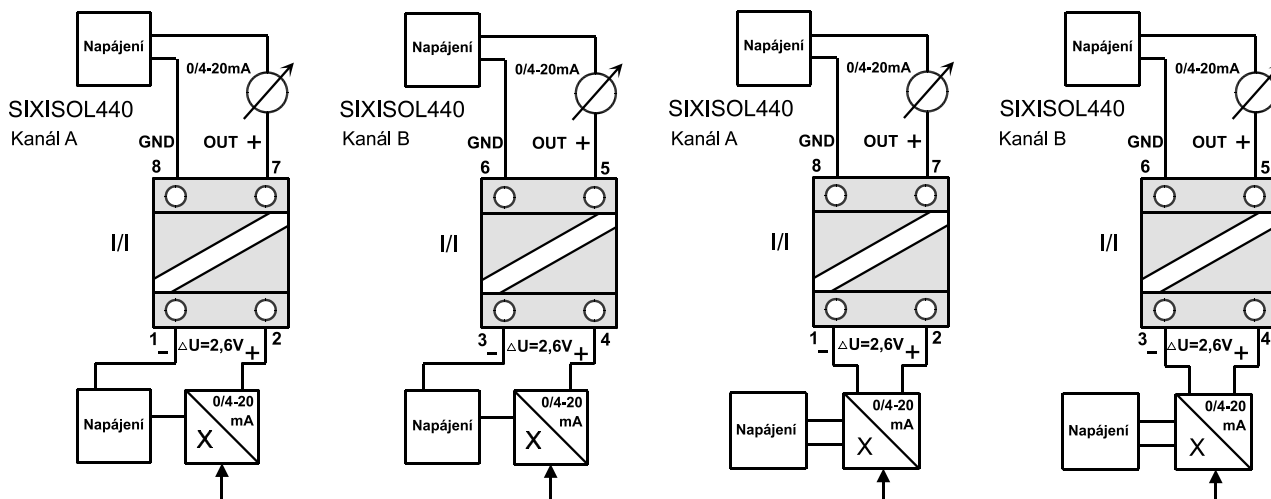 Napájení
0/4-20mA
SIXISOL440
Kanál A
GND
OUT +
8
7
I/I
1
2
–
△U=2,6V
+
Napájení
0/4-20
mA
X
Napájení
0/4-20mA
SIXISOL440
Kanál B
GND
OUT +
6
5
I/I
3
4
–
△U=2,6V
+
Napájení
0/4-20
mA
X
Napájení
0/4-20mA
SIXISOL440
Kanál A
GND
OUT +
8
7
I/I
1
2
–
△U=2,6V
+
Napájení
0/4-20
mA
X
Napájení
0/4-20mA
SIXISOL440
Kanál B
GND
OUT +
6
5
I/I
3
4
–
△U=2,6V
+
Napájení
0/4-20
mA
X